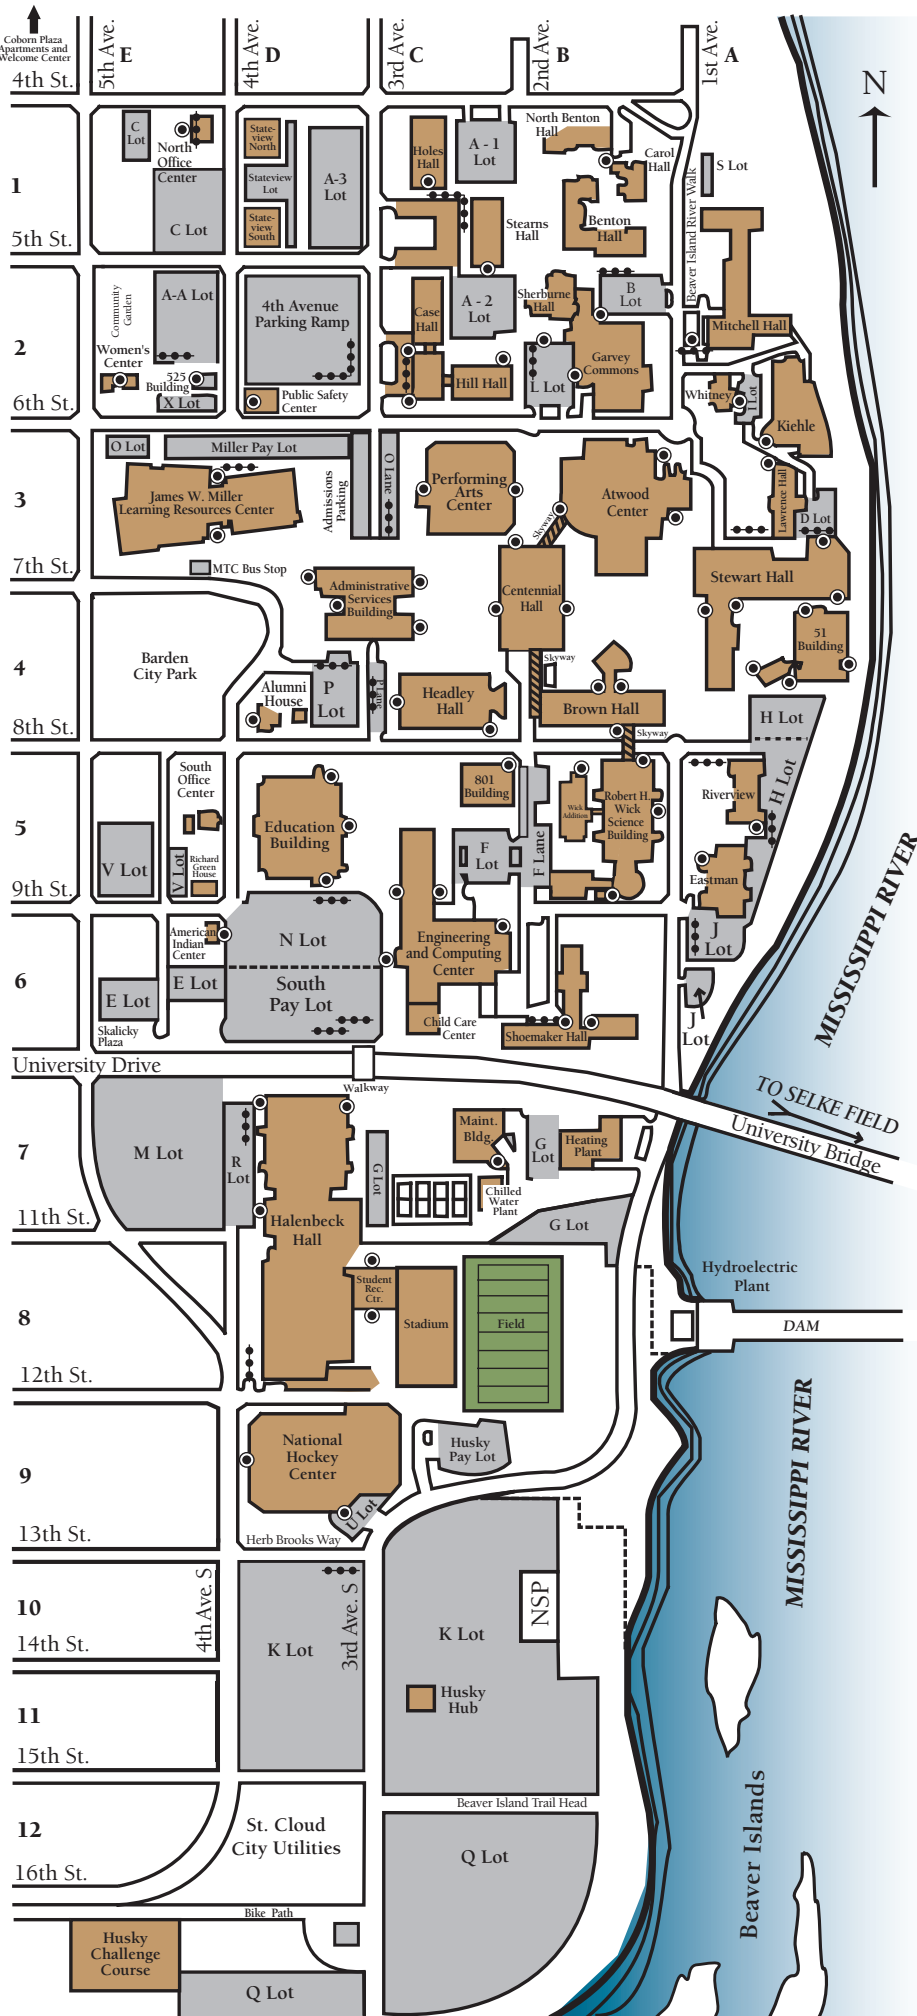 Coborn Plaza
Apartments and
Welcome Center
4th St.
5th Ave.
E
4th Ave.
D
3rd Ave.
C
2nd Ave.
B
1st Ave.
A
N
1
5th St.
C
Lot
North
Office
Center
C Lot
State-
view
North
Stateview
Lot
State-
view
South
A-3
Lot
Holes
Hall
A - 1
Lot
North Benton
Hall
Carol
Hall
Stearns
Hall
Benton
Hall
S Lot
Beaver Island River Walk
2
6th St.
Community
Garden
A-A Lot
Women's
Center
525
Building
X Lot
4th Avenue
Parking Ramp
Public Safety
Center
Case
Hall
A - 2
Lot
Hill Hall
Sherburne
Hall
B
Lot
L Lot
Garvey
Commons
Mitchell Hall
Whitney
I Lot
Kiehle
3
7th St.
O Lot
Miller Pay Lot
James W. Miller
Learning Resources Center
Admissions
Parking
O Lane
Performing
Arts
Center
Skyway
Atwood
Center
Lawrence Hall
D Lot
MTC Bus Stop
Administrative
Services
Building
Centennial
Hall
Stewart Hall
51
Building
4
8th St.
Barden
City Park
Alumni
House
P
Lot
P Lane
Headley
Hall
Skyway
Brown Hall
Skyway
H Lot
H Lot
5
9th St.
V Lot
South
Office
Center
V Lot
Richard
Green
House
Education
Building
801
Building
F
Lot
F Lane
Wick
Addition
Robert H.
Wick
Science
Building
Riverview
Eastman
J
Lot
J
Lot
MISSISSIPPI RIVER
6
American
Indian
Center
E Lot
E Lot
Skalicky
Plaza
N Lot
South
Pay Lot
Engineering
and Computing
Center
Child Care
Center
Shoemaker Hall
University Drive
Walkway
TO SELKE FIELD
University Bridge
7
11th St.
M Lot
R
Lot
Halenbeck
Hall
G Lot
Maint.
Bldg.
Chilled
Water
Plant
G
Lot
Heating
Plant
G Lot
8
12th St.
Student
Rec.
Ctr.
Stadium
Field
Hydroelectric
Plant
DAM
9
13th St.
National
Hockey
Center
U Lot
Husky
Pay Lot
Herb Brooks Way
MISSISSIPPI RIVER
10
14th St.
4th Ave. S
3rd Ave. S
K Lot
K Lot
NSP
Husky
Hub
11
15th St.
Beaver Island Trail Head
12
16th St.
St. Cloud
City Utilities
Q Lot
Beaver Islands
Bike Path
Husky
Challenge
Course
Q Lot